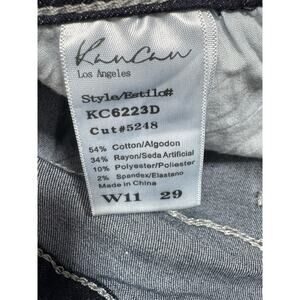 KanCan
Los Angeles
Style/Estilo#
KC6223D
Cut#5248
54% Cotton/Algodon
34% Rayon/Seda Artificial
10% Polyester/Poliester
2% Spandex/Elastano
Made in China
W11 29